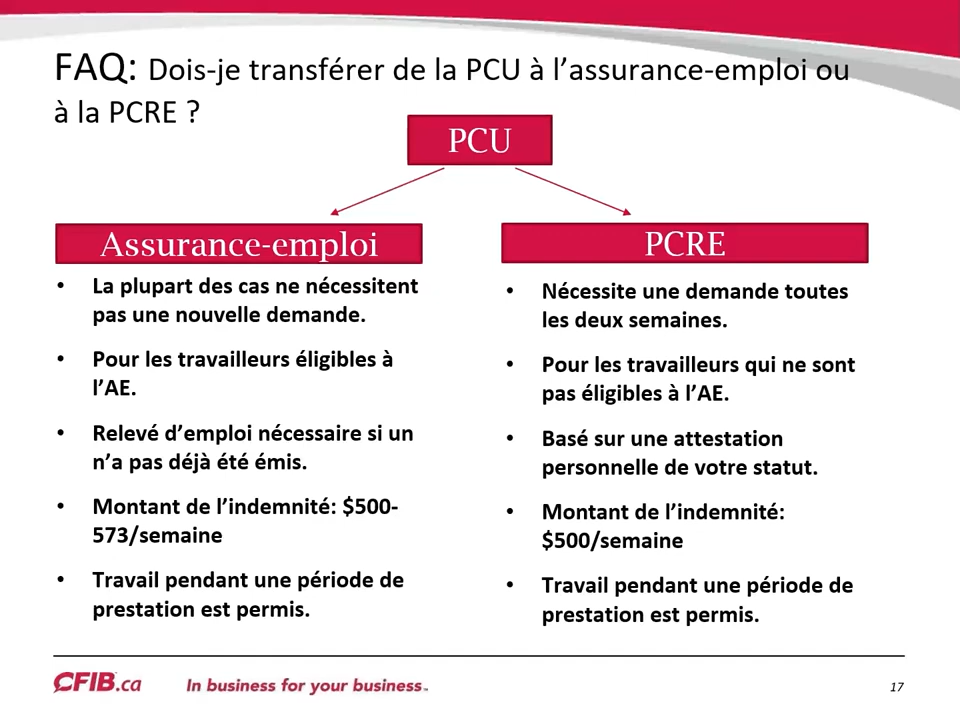 FAQ: Dois-je transférer de la PCU à l’assurance-emploi ou
à la PCRE ?
PCU
Assurance-emploi
• La plupart des cas ne nécessitent
pas une nouvelle demande.
• Pour les travailleurs éligibles à
l’AE.
• Relevé d’emploi nécessaire si un
n’a pas déjà été émis.
• Montant de l’indemnité: $500-
573/semaine
• Travail pendant une période de
prestation est permis.
PCRE
• Nécessite une demande toutes
les deux semaines.
• Pour les travailleurs qui ne sont
pas éligibles à l’AE.
• Basé sur une attestation
personnelle de votre statut.
• Montant de l’indemnité:
$500/semaine
• Travail pendant une période de
prestation est permis.
CFIB.ca
In business for your business™
17